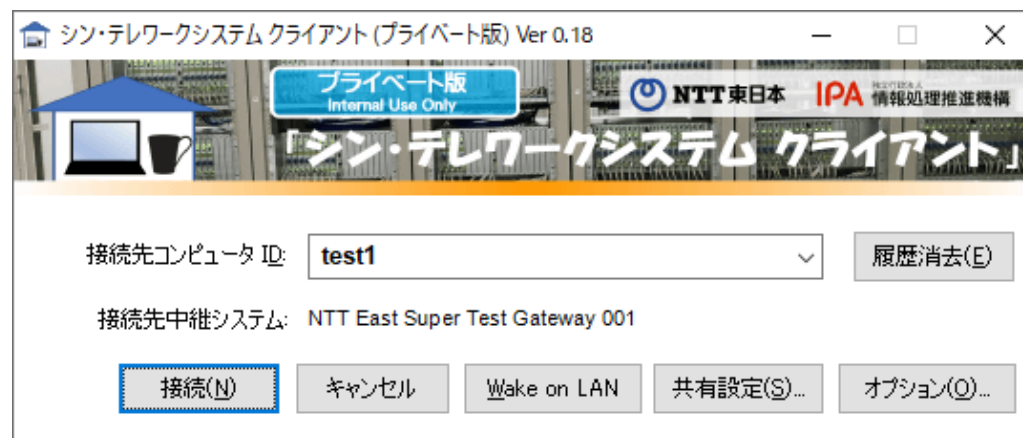 シン・テレワークシステム クライアント (プライベート版) Ver 0.18
プライベート版
Internal Use Only
NTT東日本 IPA 情報処理推進機構
「シン・テレワークシステム クライアント」
接続先コンピュータ ID: test1 履歴消去(E)
接続先中継システム: NTT East Super Test Gateway 001
接続(N) キャンセル Wake on LAN 共有設定(S)... オプション(O)...